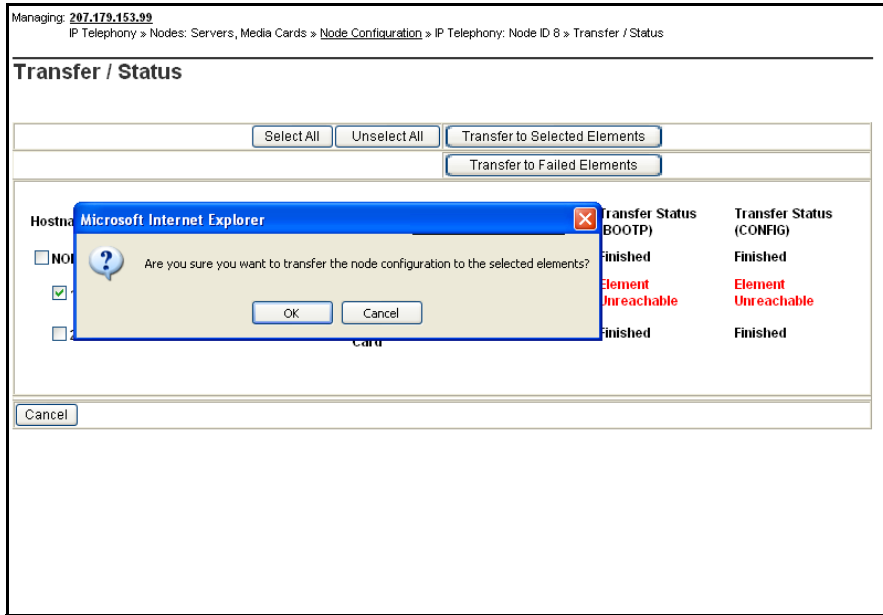 Managing: 207.179.153.99
IP Telephony » Nodes: Servers, Media Cards » Node Configuration » IP Telephony: Node ID 8 » Transfer / Status
Transfer / Status
Select All Unselect All Transfer to Selected Elements
Transfer to Failed Elements
Microsoft Internet Explorer
Are you sure you want to transfer the node configuration to the selected elements?
OK Cancel
Transfer Status (BOOTP)
Transfer Status (CONFIG)
Finished Finished
Element Unreachable
Element Unreachable
Card
Finished Finished
Cancel